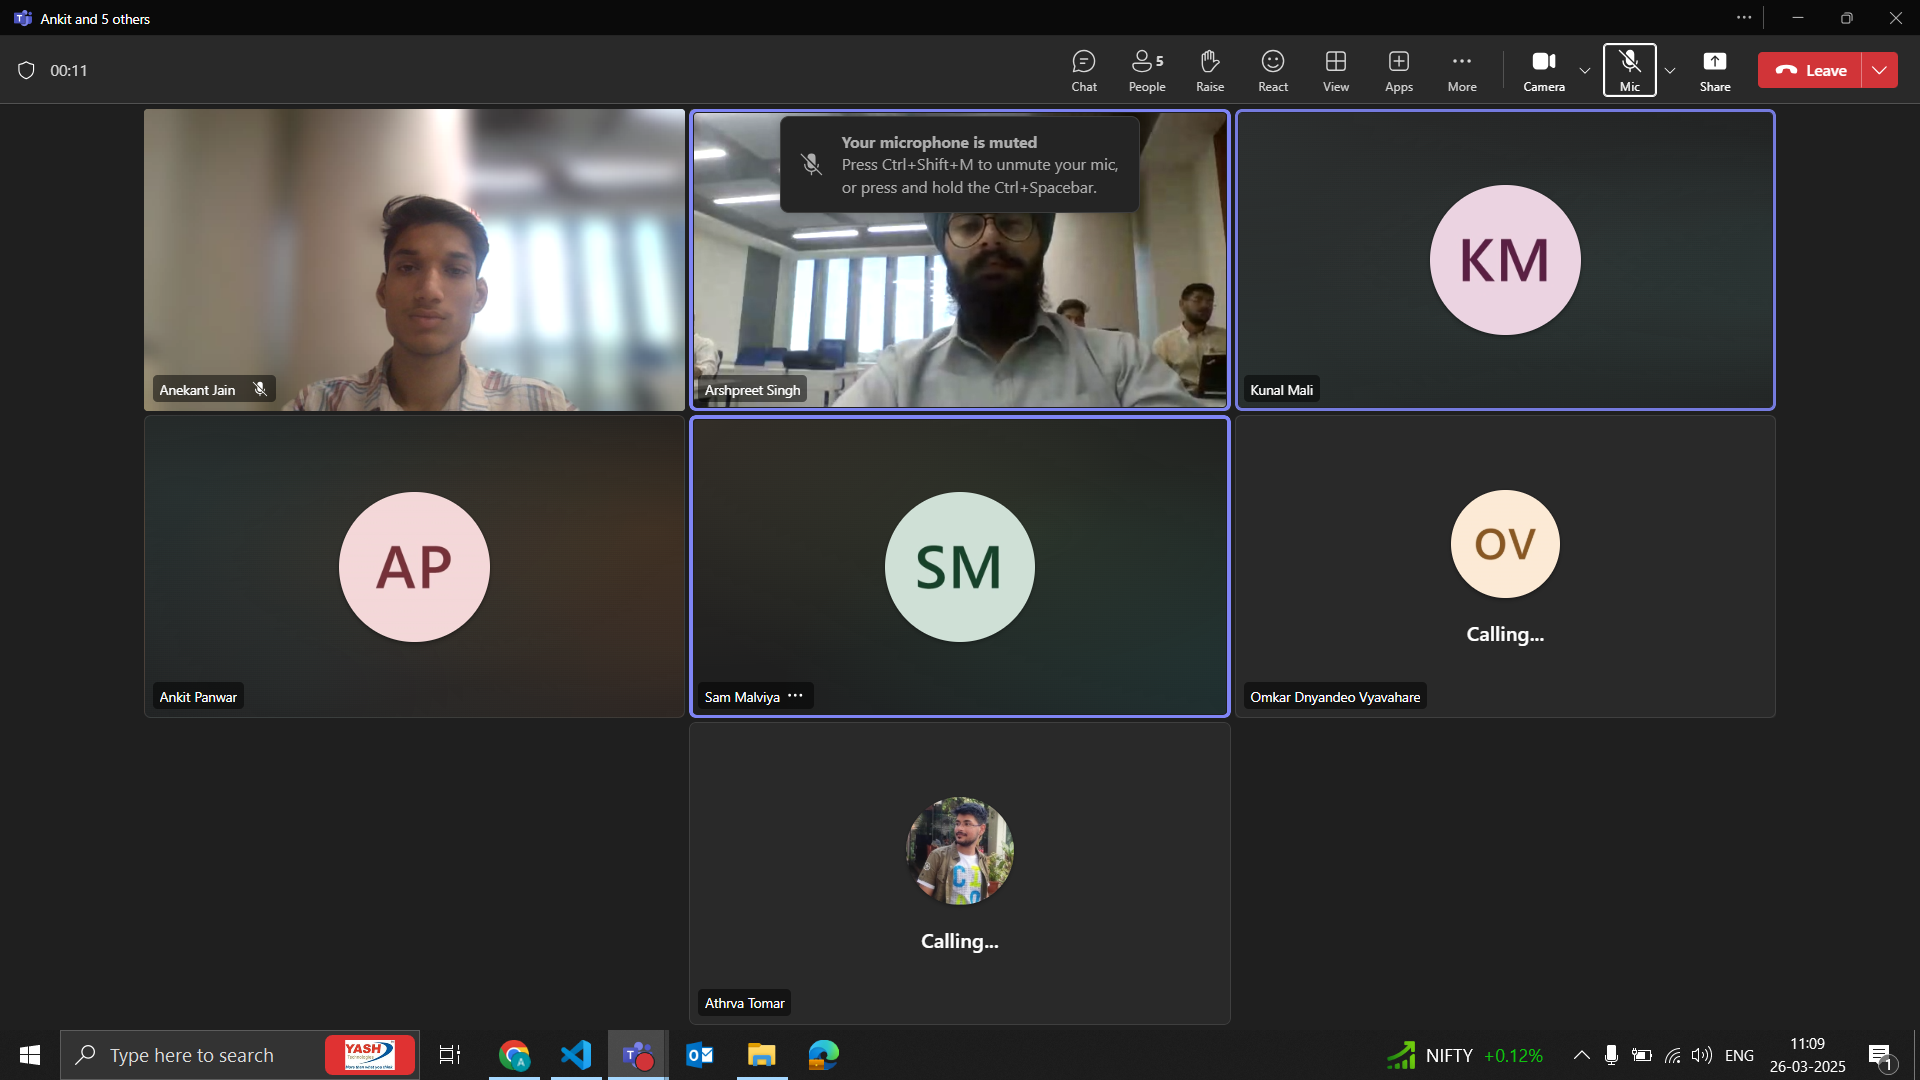 Ankit and 5 others
00:11
Chat
People
5
Raise
React
View
Apps
More
Camera
Mic
Share
Leave
Your microphone is muted
Press Ctrl+Shift+M to unmute your mic,
or press and hold the Ctrl+Spacebar.
Anekant Jain
Arshpreet Singh
KM
Kunal Mali
AP
Ankit Panwar
SM
Sam Malviya
OV
Calling...
Omkar Dnyandeo Vyavahare
Calling...
Athrva Tomar
Type here to search
YASH
Technologies
NIFTY +0.12%
ENG
11:09
26-03-2025
1